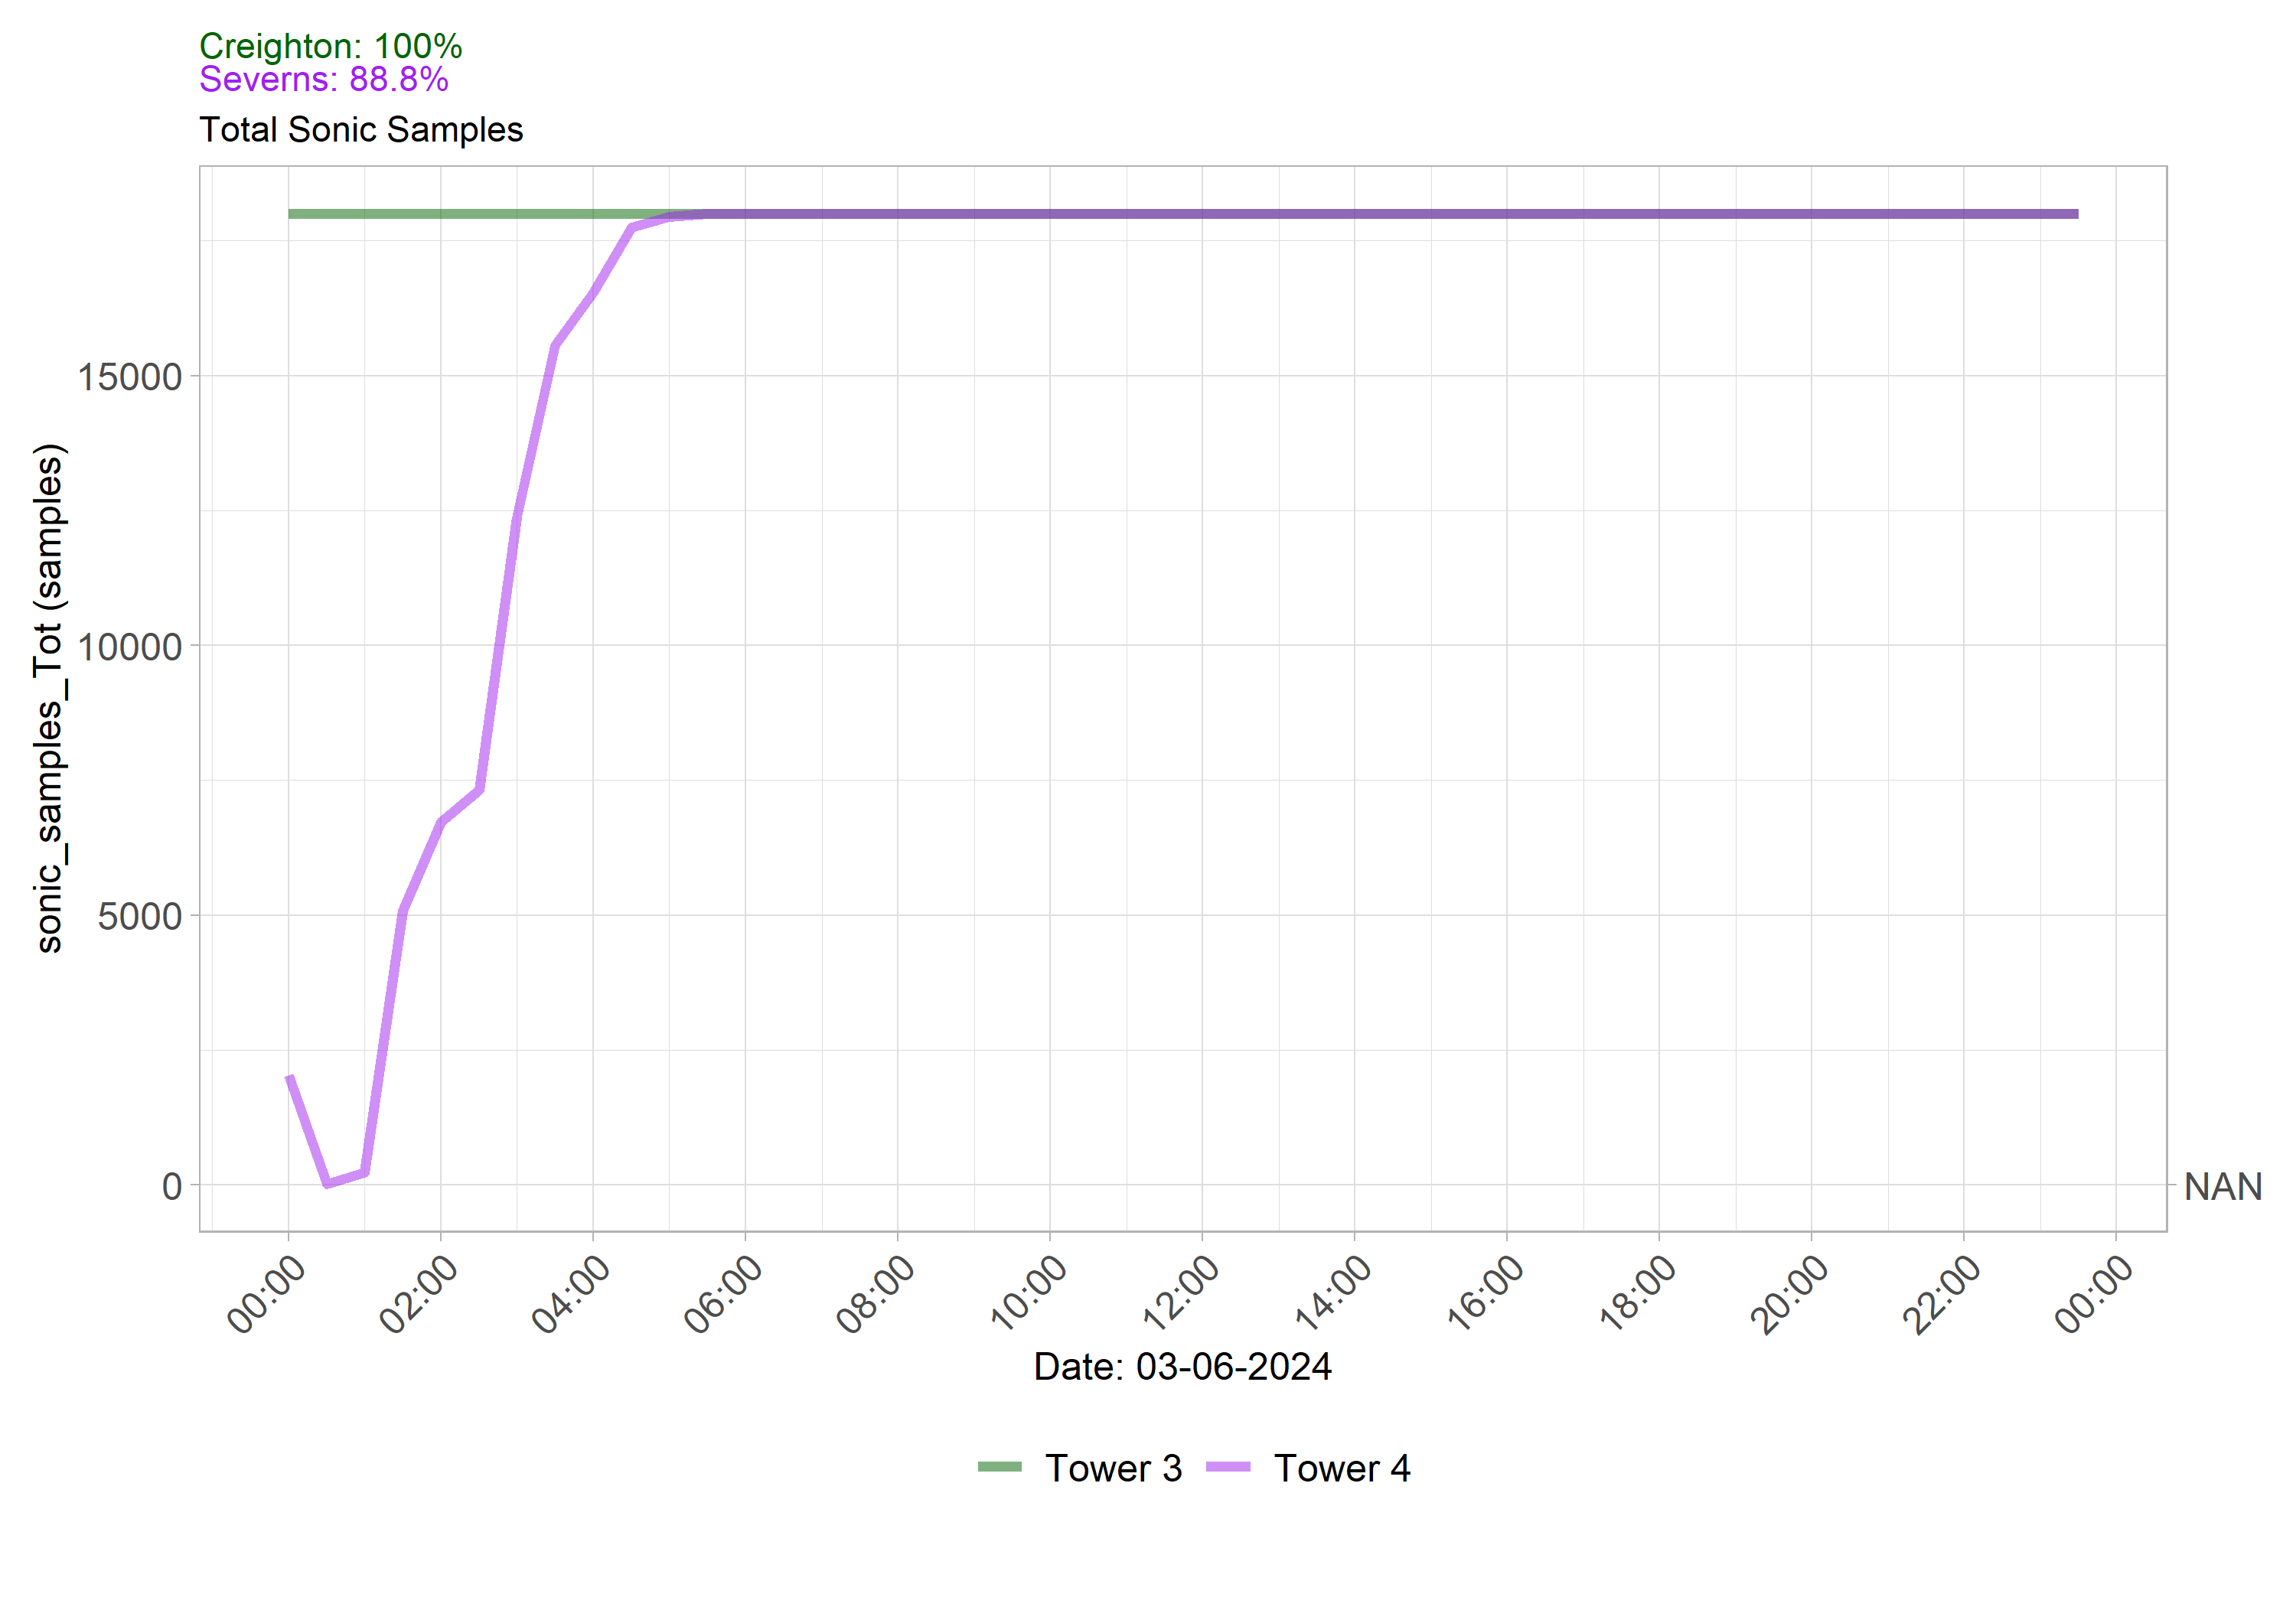 Creighton: 100%
Severns: 88.8%
Total Sonic Samples
sonic_samples_Tot (samples)
15000
10000
5000
0
NAN
00:00
02:00
04:00
06:00
08:00
10:00
12:00
14:00
16:00
18:00
20:00
22:00
00:00
Date: 03-06-2024
Tower 3
Tower 4